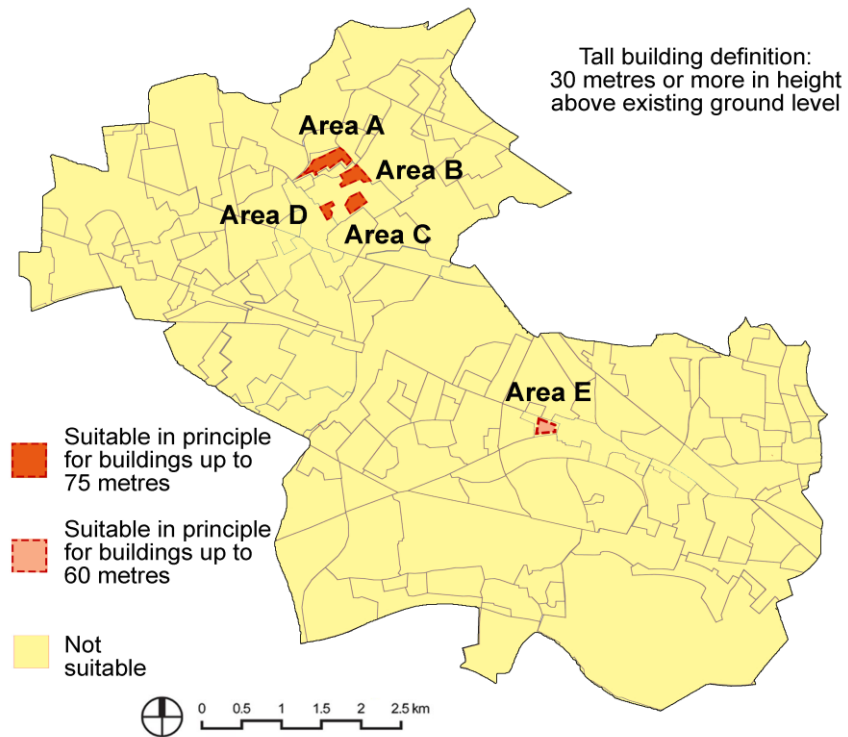 Tall building definition:
30 metres or more in height
above existing ground level
Area A
Area B
Area D
Area C
Area E
Suitable in principle
for buildings up to
75 metres
Suitable in principle
for buildings up to
60 metres
Not
suitable
0 0.5 1 1.5 2 2.5 km